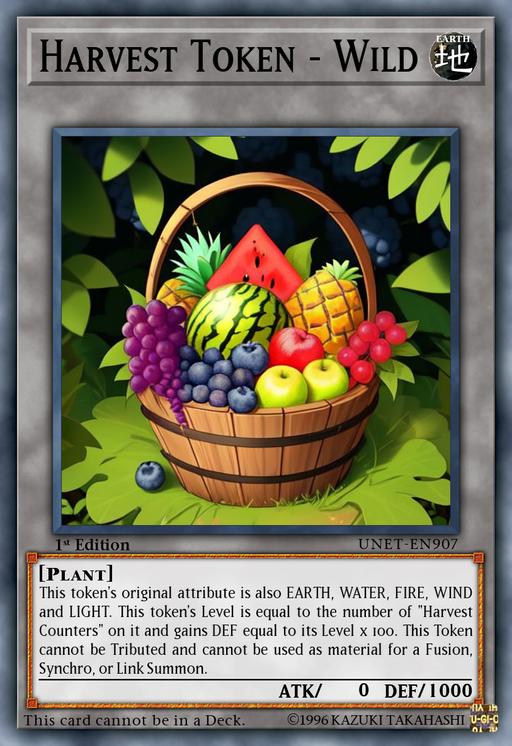 HARVEST TOKEN - WILD
EARTH
地
1st Edition
UNET-EN907
[PLANT]
This token's original attribute is also EARTH, WATER, FIRE, WIND
and LIGHT. This token's Level is equal to the number of "Harvest
Counters" on it and gains DEF equal to its Level x 100. This Token
cannot be Tributed and cannot be used as material for a Fusion,
Synchro, or Link Summon.
ATK/ 0 DEF/1000
This card cannot be in a Deck.
©1996 KAZUKI TAKAHASHI